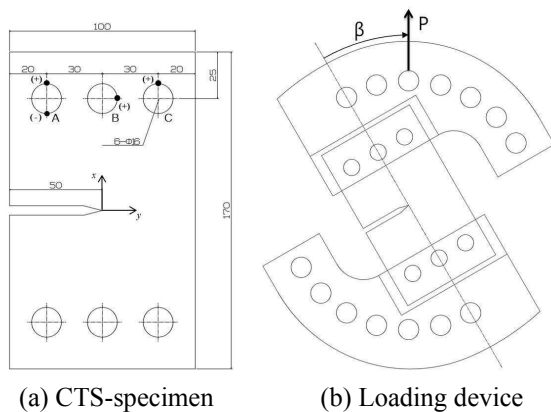 100
20 30 30 20
25
(+) (+)
(-) A B (+) C
6-Φ16
50
x
y
170
β
P
(a) CTS-specimen
(b) Loading device